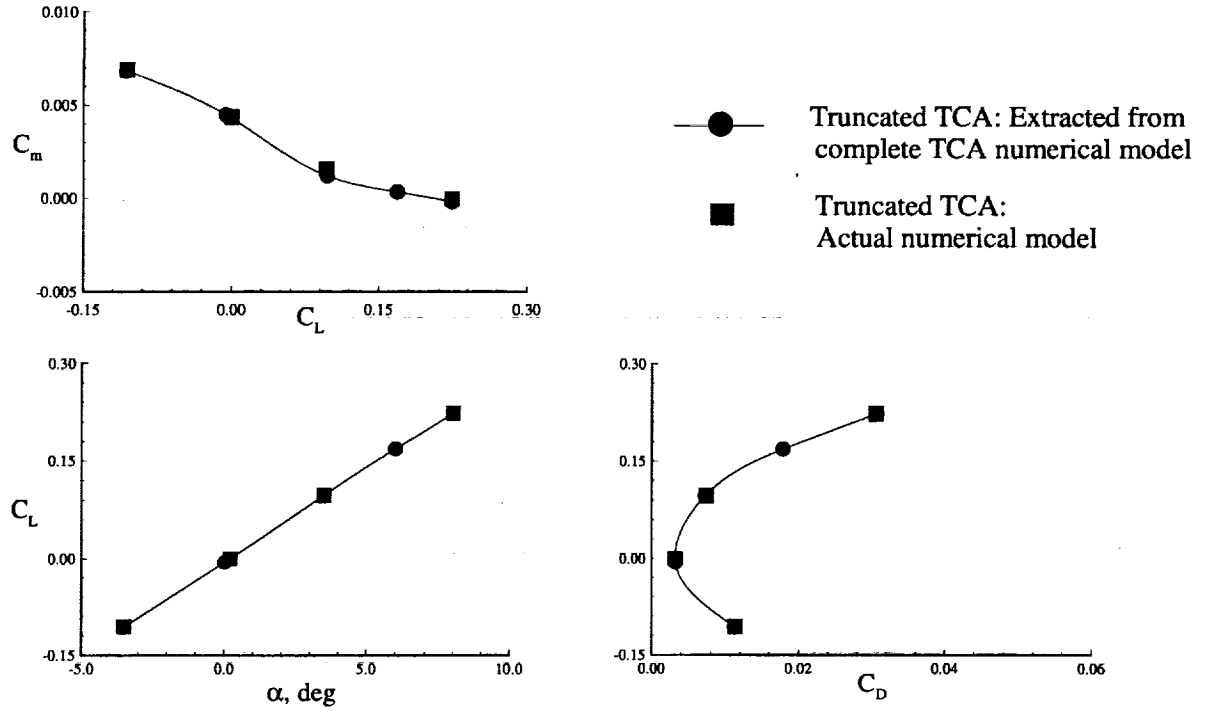 0.010
0.005
C_m
0.000
-0.005
-0.15 0.00 0.15 0.30
C_L
Truncated TCA: Extracted from
complete TCA numerical model
Truncated TCA:
Actual numerical model
0.30
0.15
C_L
0.00
-0.15
-5.0 0.0 5.0 10.0
α, deg
0.30
0.15
0.00
-0.15
0.00 0.02 0.04 0.06
C_D